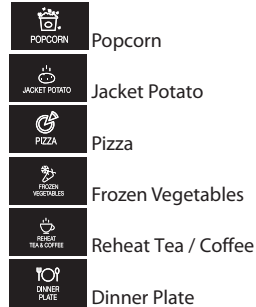 POPCORN Popcorn
JACKET POTATO Jacket Potato
PIZZA Pizza
FROZEN
VEGETABLES Frozen Vegetables
REHEAT
TEA & COFFEE Reheat Tea / Coffee
DINNER
PLATE Dinner Plate